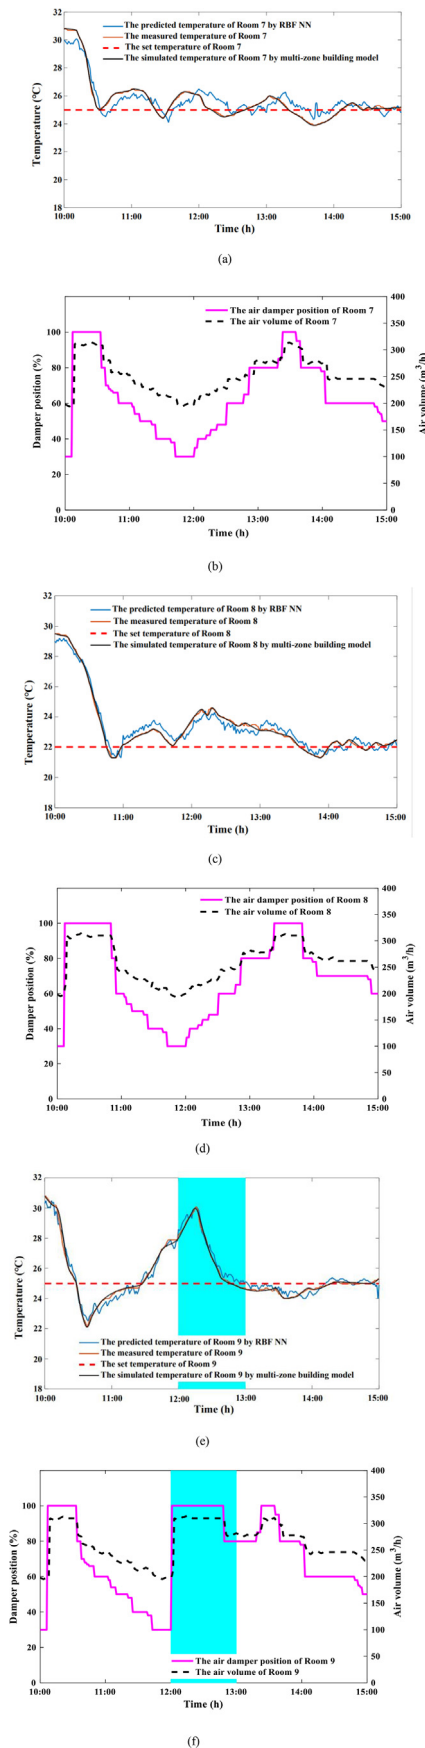 32
30
28
26
24
22
20
18
Temperature (°C)
The predicted temperature of Room 7 by RBF NN
The measured temperature of Room 7
The set temperature of Room 7
The simulated temperature of Room 7 by multi-zone building model
10:00 11:00 12:00 13:00 14:00 15:00
Time (h)
(a)
The air damper position of Room 7
The air volume of Room 7
100
80
60
40
20
0
Damper position (%)
400
350
300
250
200
150
100
50
0
Air volume (m³/h)
10:00 11:00 12:00 13:00 14:00 15:00
Time (h)
(b)
32
30
28
26
24
22
20
18
Temperature (°C)
The predicted temperature of Room 8 by RBF NN
The measured temperature of Room 8
The set temperature of Room 8
The simulated temperature of Room 8 by multi-zone building model
10:00 11:00 12:00 13:00 14:00 15:00
Time (h)
(c)
The air damper position of Room 8
The air volume of Room 8
100
80
60
40
20
0
Damper position (%)
400
350
300
250
200
150
100
50
0
Air volume (m³/h)
10:00 11:00 12:00 13:00 14:00 15:00
Time (h)
(d)
32
30
28
26
24
22
20
18
Temperature (°C)
The predicted temperature of Room 9 by RBF NN
The measured temperature of Room 9
The set temperature of Room 9
The simulated temperature of Room 9 by multi-zone building model
10:00 11:00 12:00 13:00 14:00 15:00
Time (h)
(e)
100
80
60
40
20
0
Damper position (%)
400
350
300
250
200
150
100
50
0
Air volume (m³/h)
The air damper position of Room 9
The air volume of Room 9
10:00 11:00 12:00 13:00 14:00 15:00
Time (h)
(f)